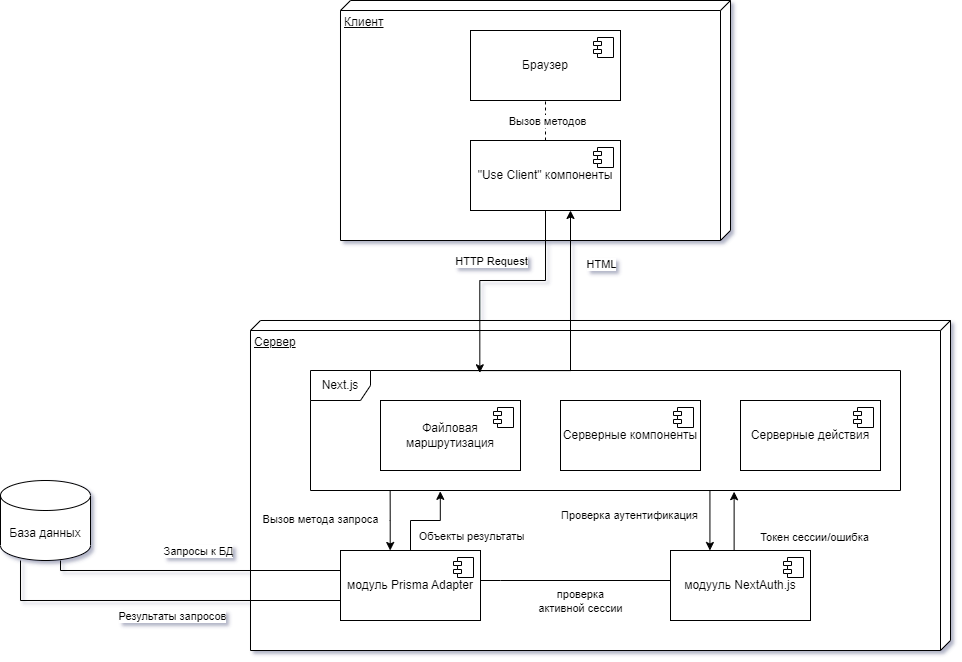 Клиент
Браузер
Вызов методов
"Use Client" компоненты
HTTP Request
HTML
Сервер
Next.js
Файловая
маршрутизация
Серверные компоненты
Серверные действия
База данных
Вызов метода запроса
Объекты результаты
Проверка аутентификация
Токен сессии/ошибка
Запросы к БД
Результаты запросов
модуль Prisma Adapter
проверка
активной сессии
модууль NextAuth.js